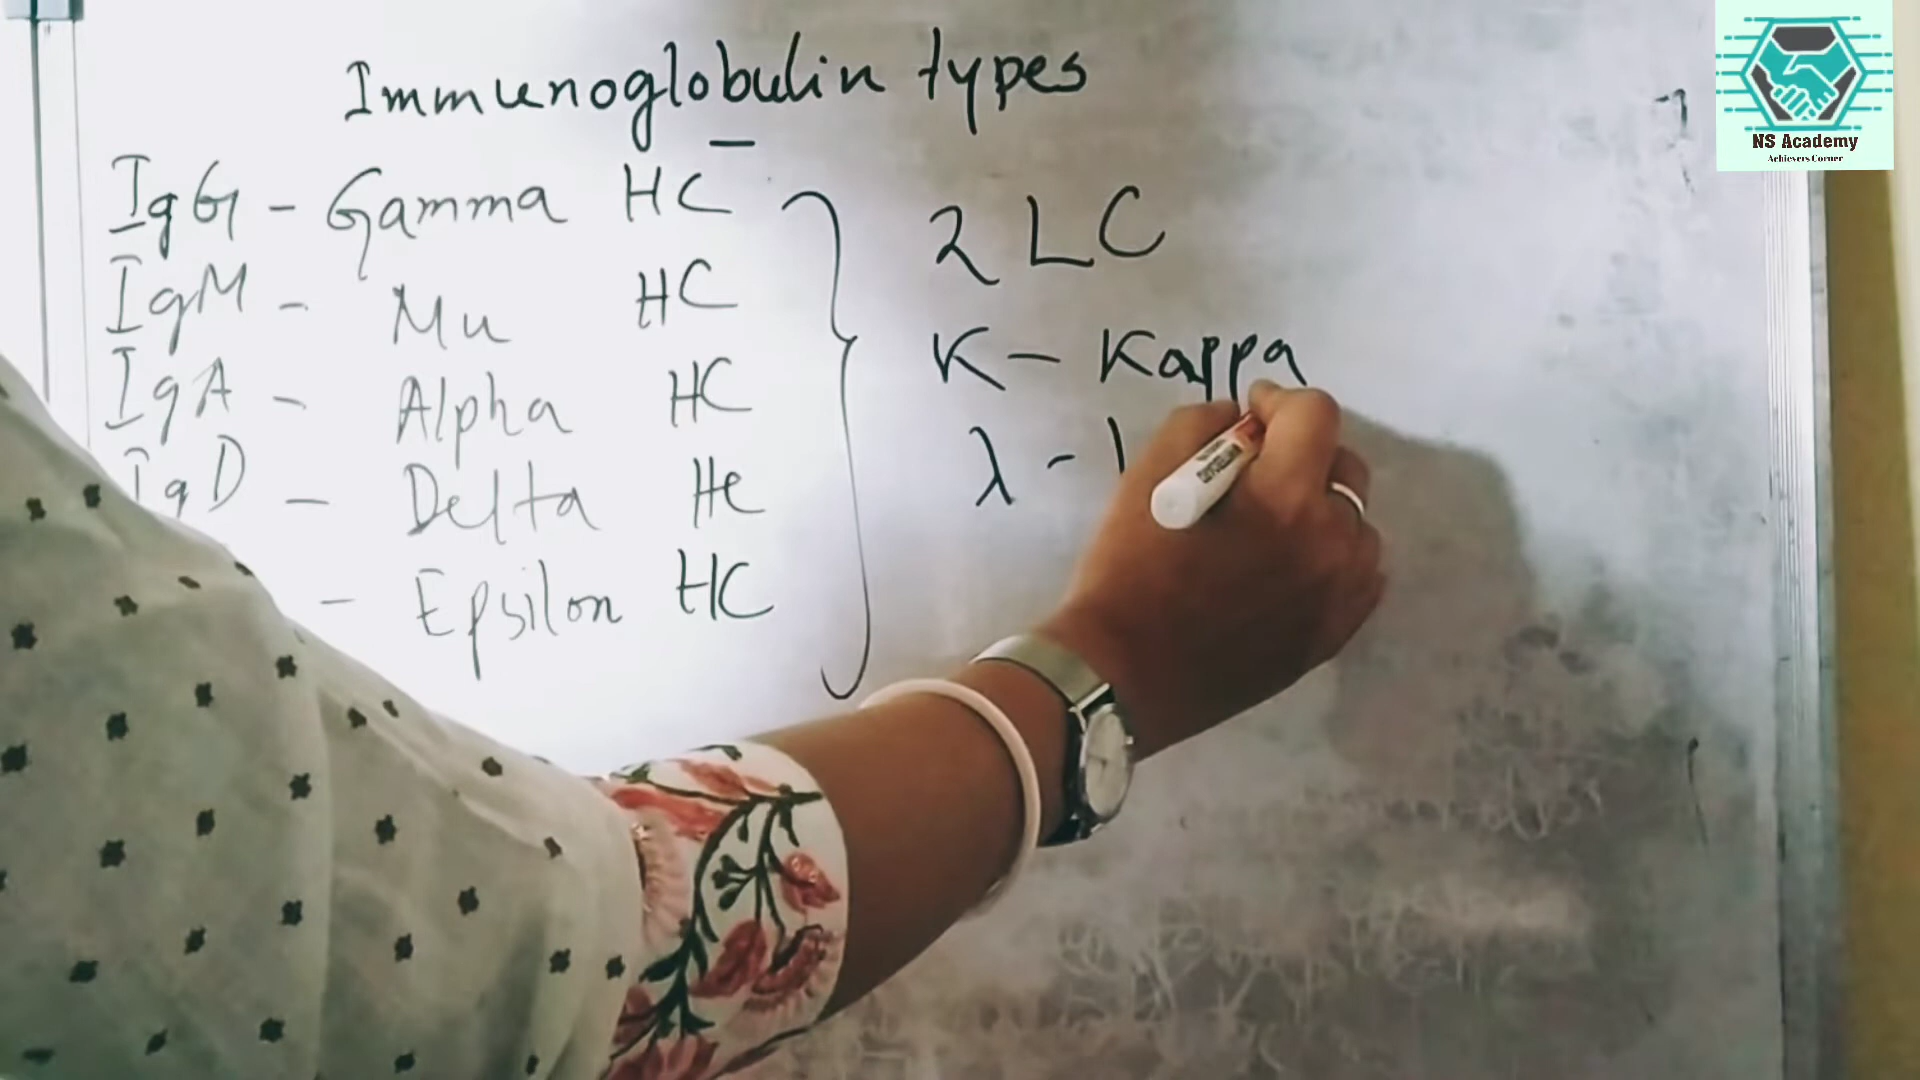 Immunoglobulin types
IgG - Gamma HC
IgM - Mu HC
IgA - Alpha HC
IgD - Delta HC
- Epsilon HC
2 LC
K - Kappa
λ -
NS Academy
Achievers Corner